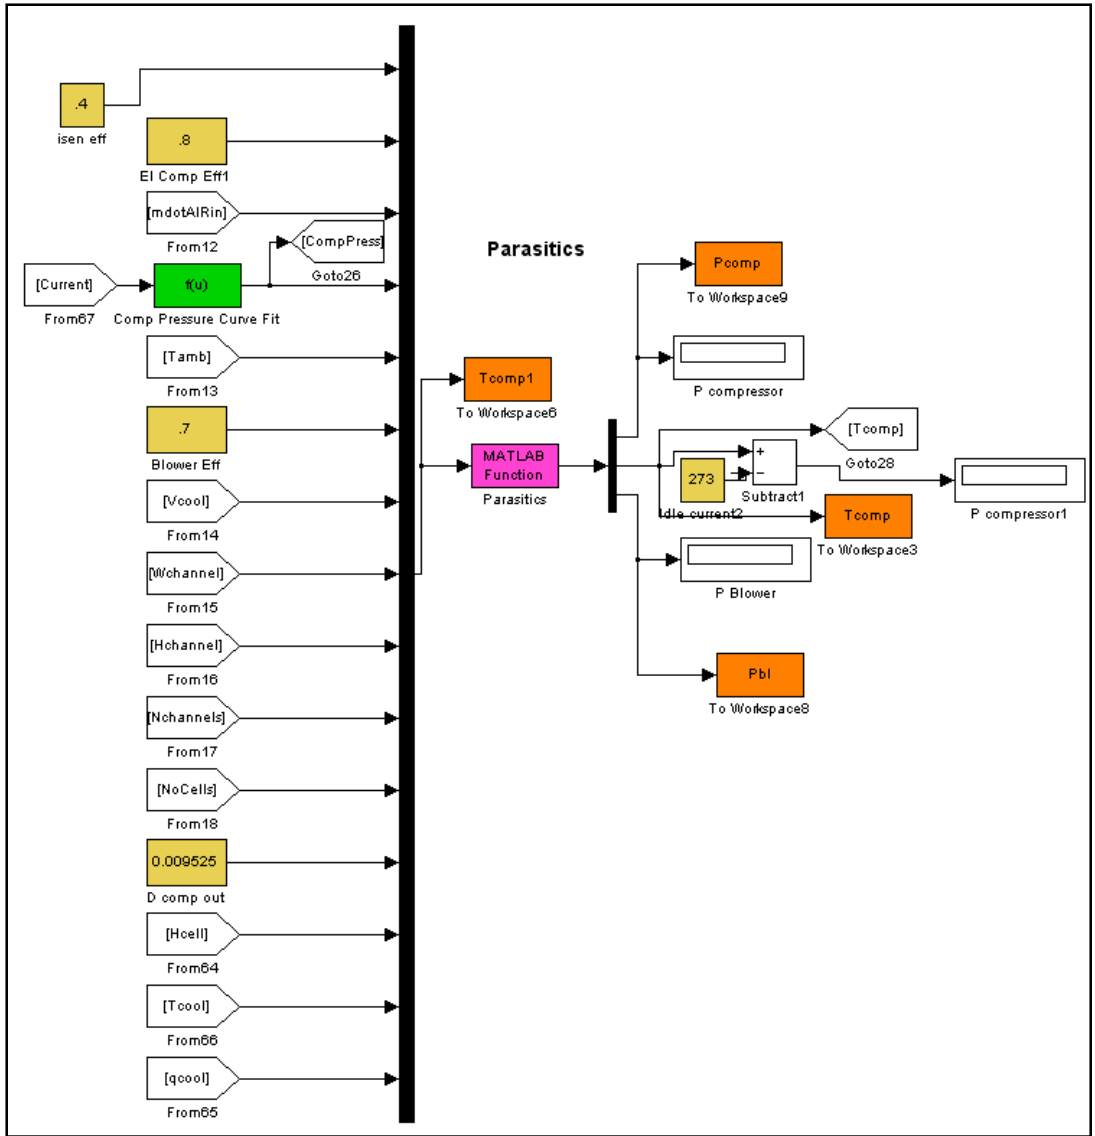 .4
isen eff
.8
El Comp Eff1
[mdotAIRin]
From12
[CompPress]
Goto26
[Current]
From67
f(u)
Comp Pressure Curve Fit
[Tamb]
From13
.7
Blower Eff
[Vcool]
From14
[Wchannel]
From15
[Hchannel]
From16
[Nchannels]
From17
[NoCells]
From18
0.009525
D comp out
[Hcell]
From64
[Tcool]
From66
[qcool]
From65
Parasitics
Tcomp1
To Workspace6
MATLAB
Function
Parasitics
Pcomp
To Workspace9
P compressor
[Tcomp]
Goto28
273
Idle current2
+
−
Subtract1
P compressor1
Tcomp
To Workspace3
P Blower
Pbl
To Workspace8